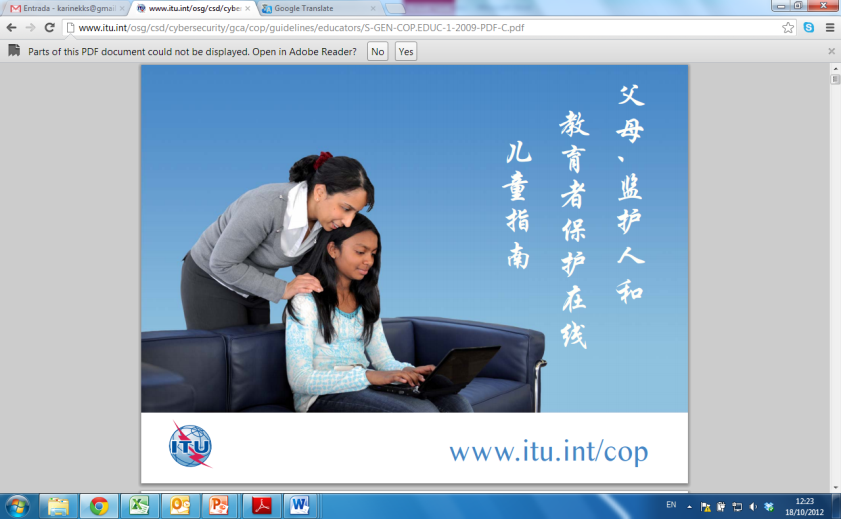 Entrada - karinekks@gmail
www.itu.int/osg/csd/cyber
Google Translate
www.itu.int/osg/csd/cybersecurity/gca/cop/guidelines/educators/S-GEN-COP.EDUC-1-2009-PDF-C.pdf
Parts of this PDF document could not be displayed. Open in Adobe Reader?
No
Yes
父母、监护人和
教育者保护在线
儿童指南
ITU
www.itu.int/cop
EN
12:23
18/10/2012